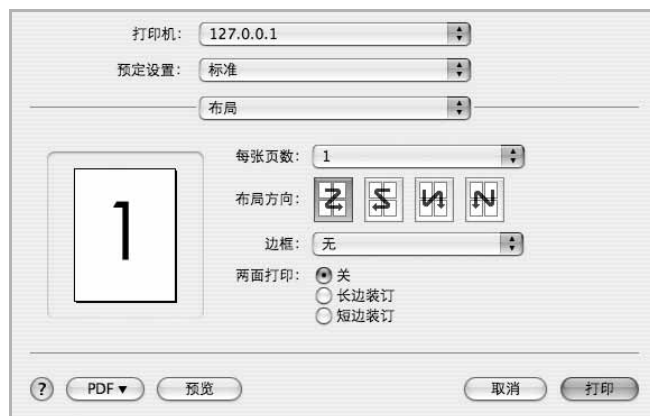 打印机： 127.0.0.1
预定设置： 标准
布局
每张页数： 1
1
布局方向：
边框： 无
两面打印： 关
长边装订
短边装订
? PDF▼ 预览 取消 打印